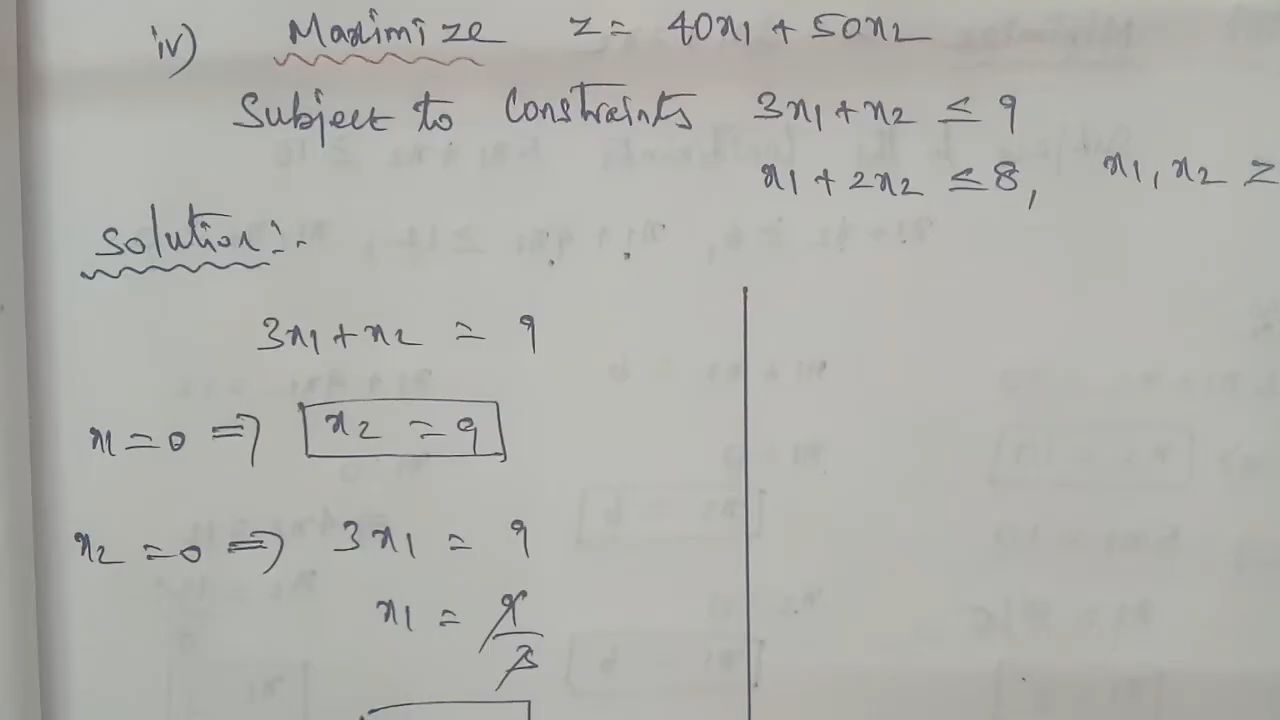 iv) Maximize z = 40x1 + 50x2
Subject to Constraints 3x1 + x2 ≤ 9
x1 + 2x2 ≤ 8, x1, x2 ≥
Solution:-
3x1 + x2 = 9
x1 = 0 ⇒ x2 = 9
x2 = 0 ⇒ 3x1 = 9
x1 = 9/3